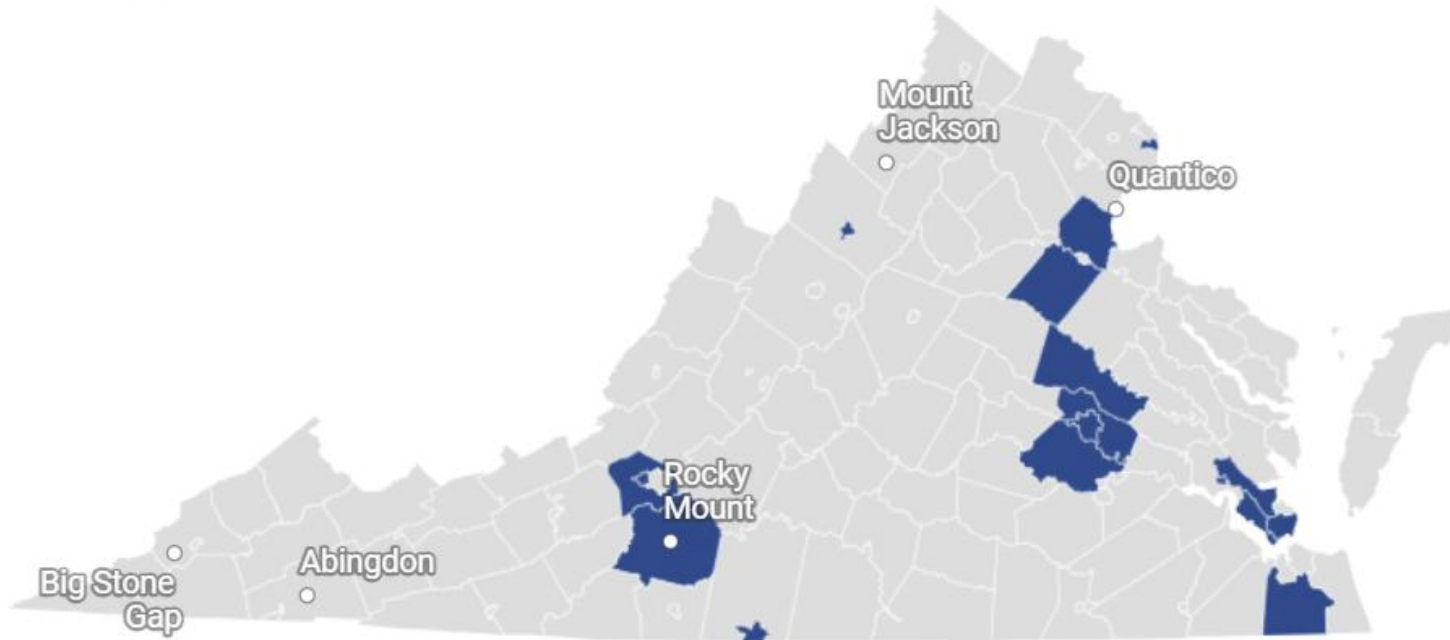 Mount
Jackson
Quantico
Rocky
Mount
Abingdon
Big Stone
Gap